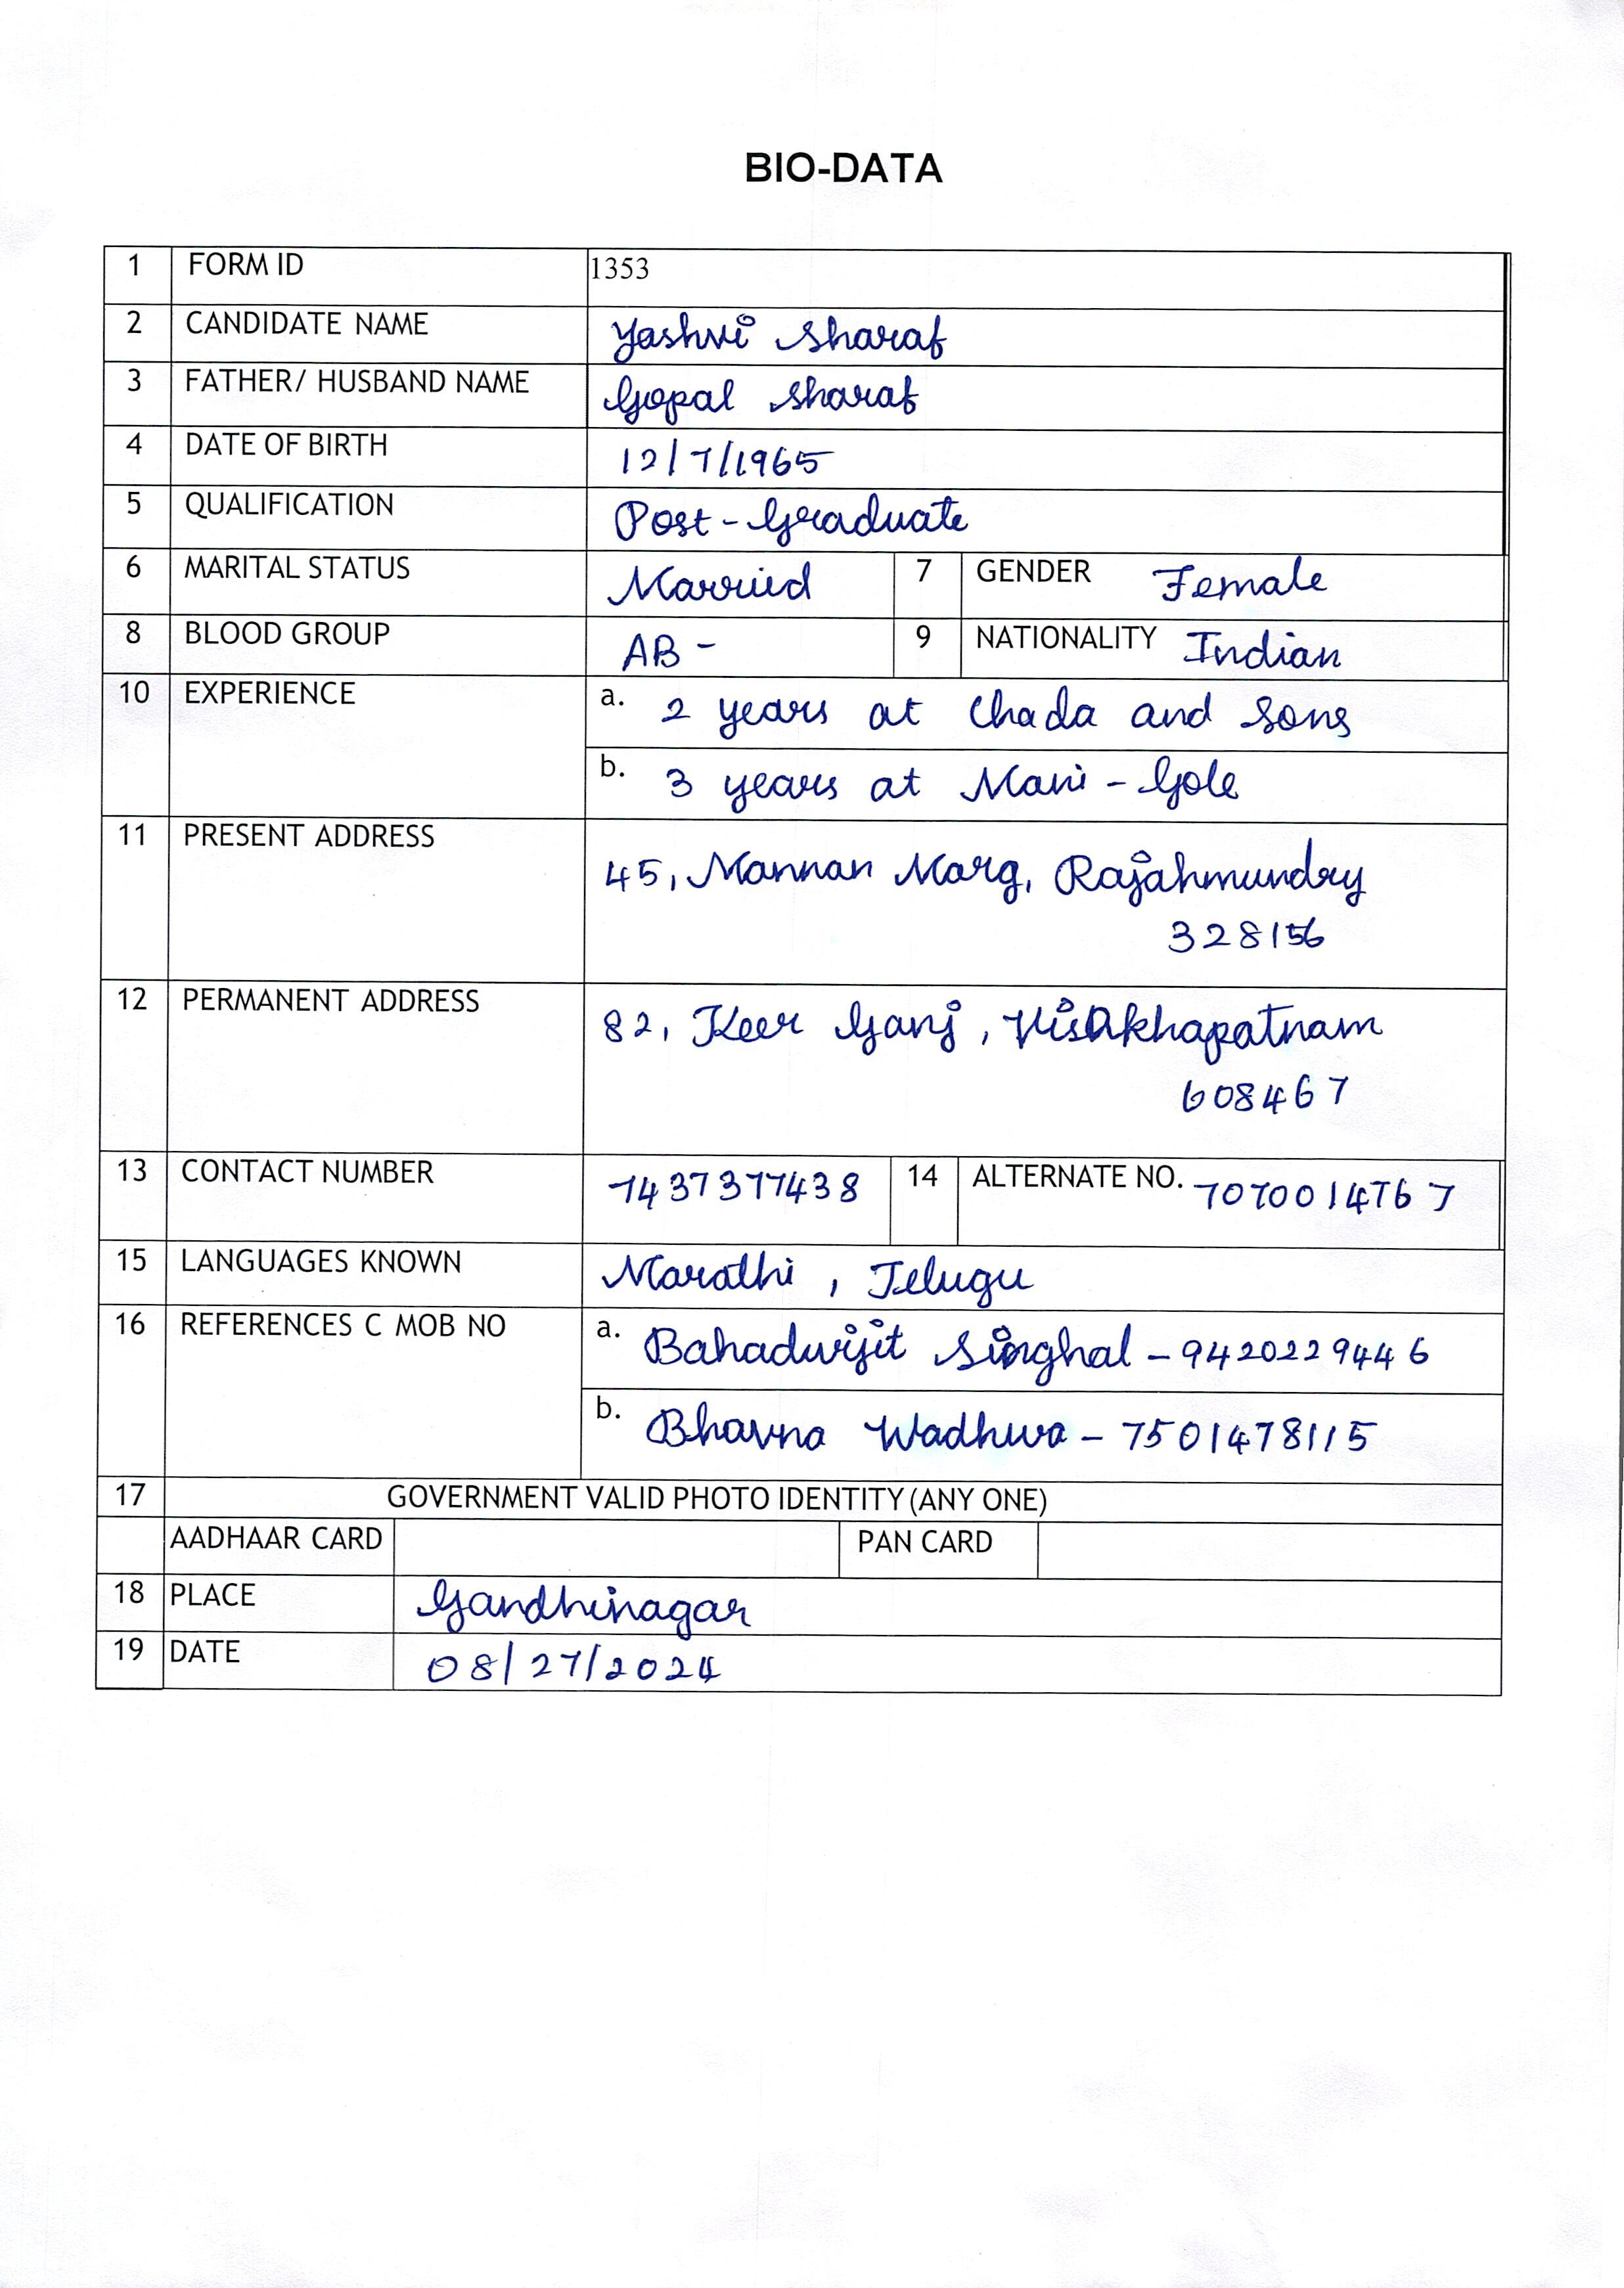 BIO-DATA
1 FORM ID 1353
2 CANDIDATE NAME Yashvi Sharaf
3 FATHER/ HUSBAND NAME Gopal Sharaf
4 DATE OF BIRTH 12/7/1965
5 QUALIFICATION Post-Graduate
6 MARITAL STATUS Married 7 GENDER Female
8 BLOOD GROUP AB - 9 NATIONALITY Indian
10 EXPERIENCE a. 2 years at Chada and Sons
b. 3 years at Mani - Gole
11 PRESENT ADDRESS 45, Mannan Marg, Rajahmundry
328156
12 PERMANENT ADDRESS 82, Keer Ganj, Visakhapatnam
608467
13 CONTACT NUMBER 7437377438 14 ALTERNATE NO. 7070014767
15 LANGUAGES KNOWN Marathi, Telugu
16 REFERENCES C MOB NO a. Bahadurjit Singhal - 9420229446
b. Bhavna Wadhwa - 7501478115
17 GOVERNMENT VALID PHOTO IDENTITY (ANY ONE)
AADHAAR CARD PAN CARD
18 PLACE Gandhinagar
19 DATE 08/27/2024